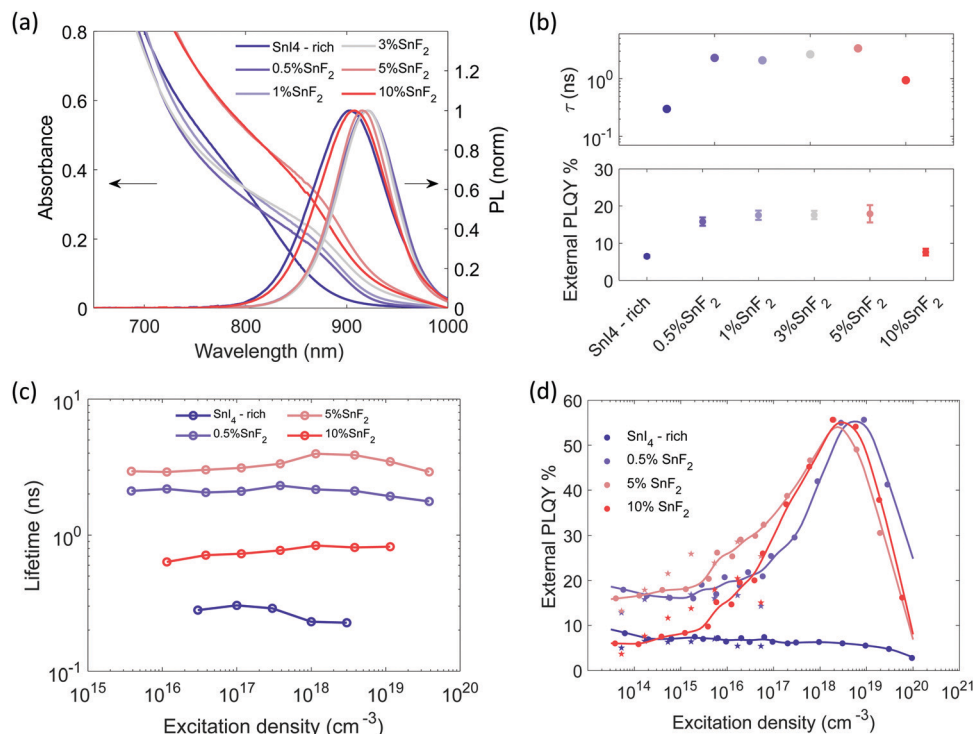 (a)
0.8
0.6
0.4
0.2
0
Absorbance
SnI4 - rich
0.5%SnF2
1%SnF2
3%SnF2
5%SnF2
10%SnF2
1.2
1
0.8
0.6
0.4
0.2
0
PL (norm)
700
800
900
1000
Wavelength (nm)
(b)
10^0
10^-1
τ (ns)
30
20
10
0
External PLQY %
SnI4 - rich
0.5%SnF2
1%SnF2
3%SnF2
5%SnF2
10%SnF2
(c)
10^1
10^0
10^-1
Lifetime (ns)
SnI4 - rich
0.5%SnF2
5%SnF2
10%SnF2
10^15
10^16
10^17
10^18
10^19
10^20
Excitation density (cm^-3)
(d)
60
50
40
30
20
10
0
External PLQY %
SnI4 - rich
0.5% SnF2
5% SnF2
10% SnF2
10^14
10^15
10^16
10^17
10^18
10^19
10^20
10^21
Excitation density (cm^-3)